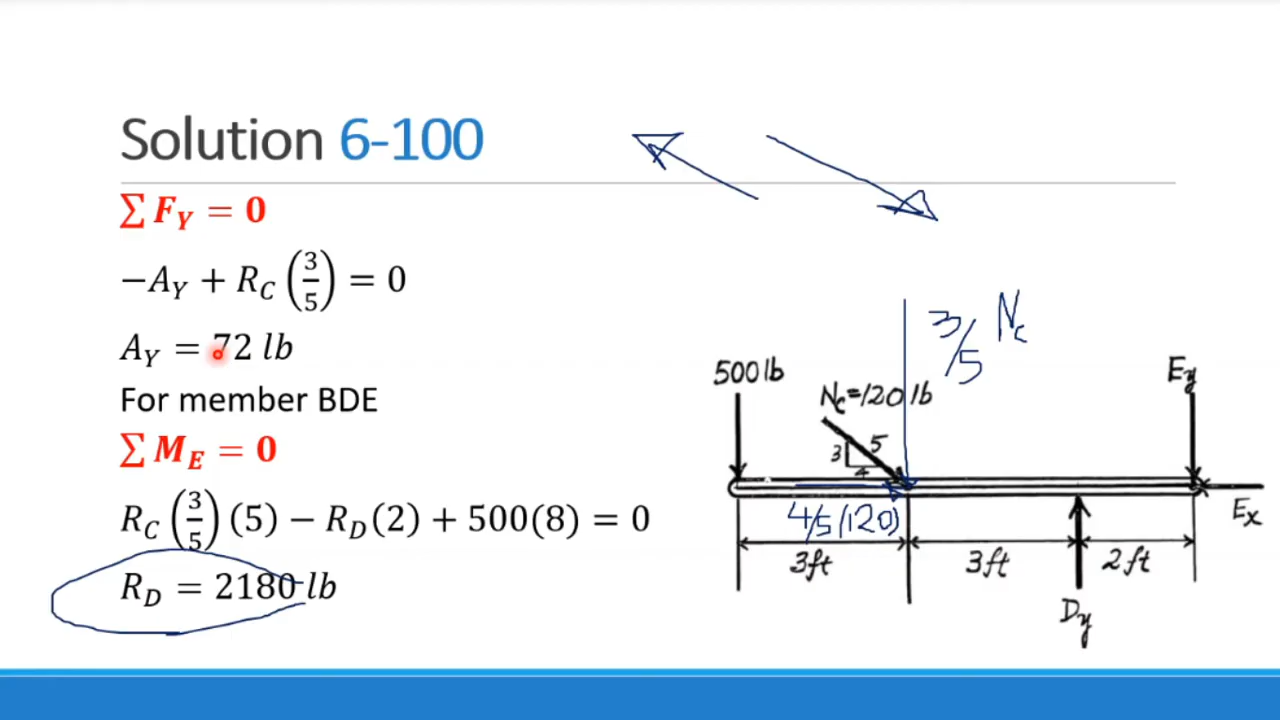 Solution 6-100
∑ F_Y = 0
−A_Y + R_C (3/5) = 0
A_Y = 72 lb
For member BDE
∑ M_E = 0
R_C (3/5)(5) − R_D(2) + 500(8) = 0
R_D = 2180 lb
3/5 N_c
500 lb
N_c=120 lb
E_y
3
5
4
E_x
4/5(120)
3ft
3ft
2ft
D_y